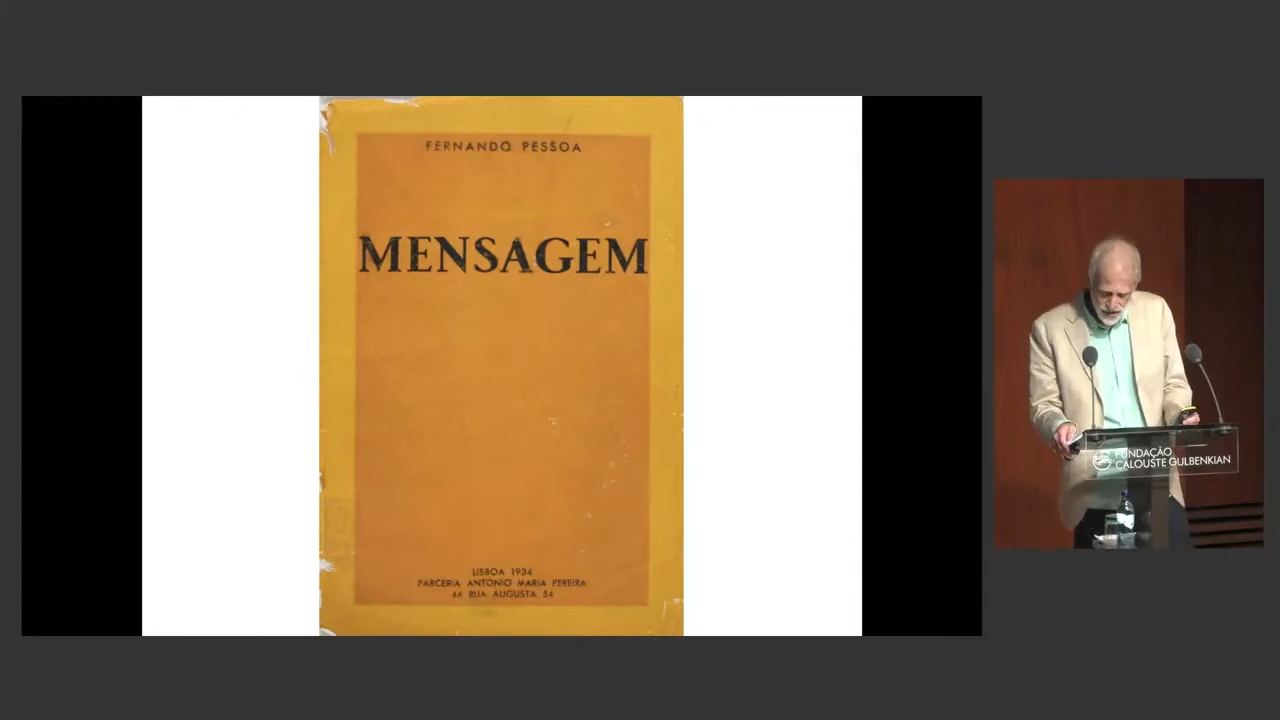 FERNANDO PESSOA
MENSAGEM
LISBOA 1934
PARCERIA ANTONIO MARIA PEREIRA
44 RUA AUGUSTA 54
FUNDAÇÃO
CALOUSTE GULBENKIAN